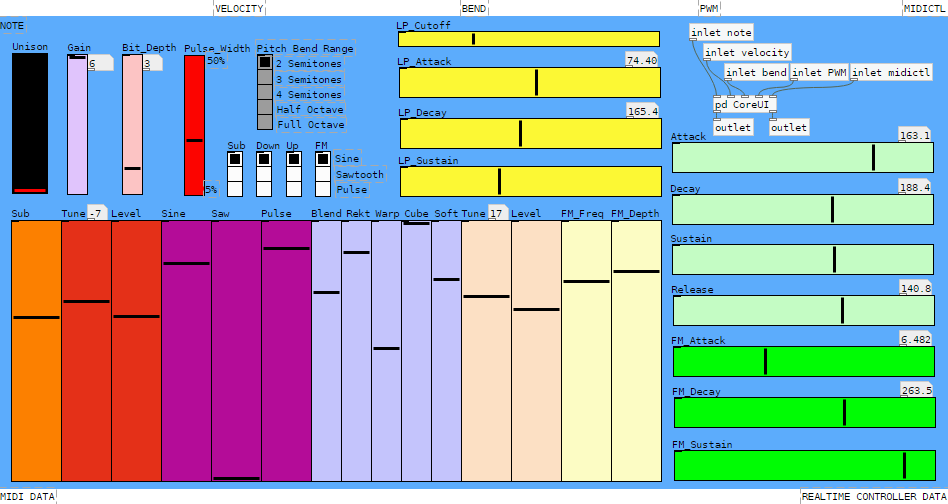 VELOCITY BEND PWM MIDICTL
NOTE
Unison Gain Bit_Depth Pulse_Width Pitch Bend Range
6 3 50% 5%
2 Semitones
3 Semitones
4 Semitones
Half Octave
Full Octave
Sub Down Up FM
Sine
Sawtooth
Pulse
LP_Cutoff
LP_Attack 74.40
LP_Decay 165.4
LP_Sustain
inlet note
inlet velocity
inlet bend inlet PWM inlet midictl
pd CoreUI
outlet outlet
Attack 163.1
Decay 188.4
Sustain
Release 140.8
FM_Attack 6.482
FM_Decay 263.5
FM_Sustain
Sub Tune -7 Level Sine Saw Pulse Blend Rekt Warp Cube Soft Tune 17 Level FM_Freq FM_Depth
MIDI DATA REALTIME CONTROLLER DATA